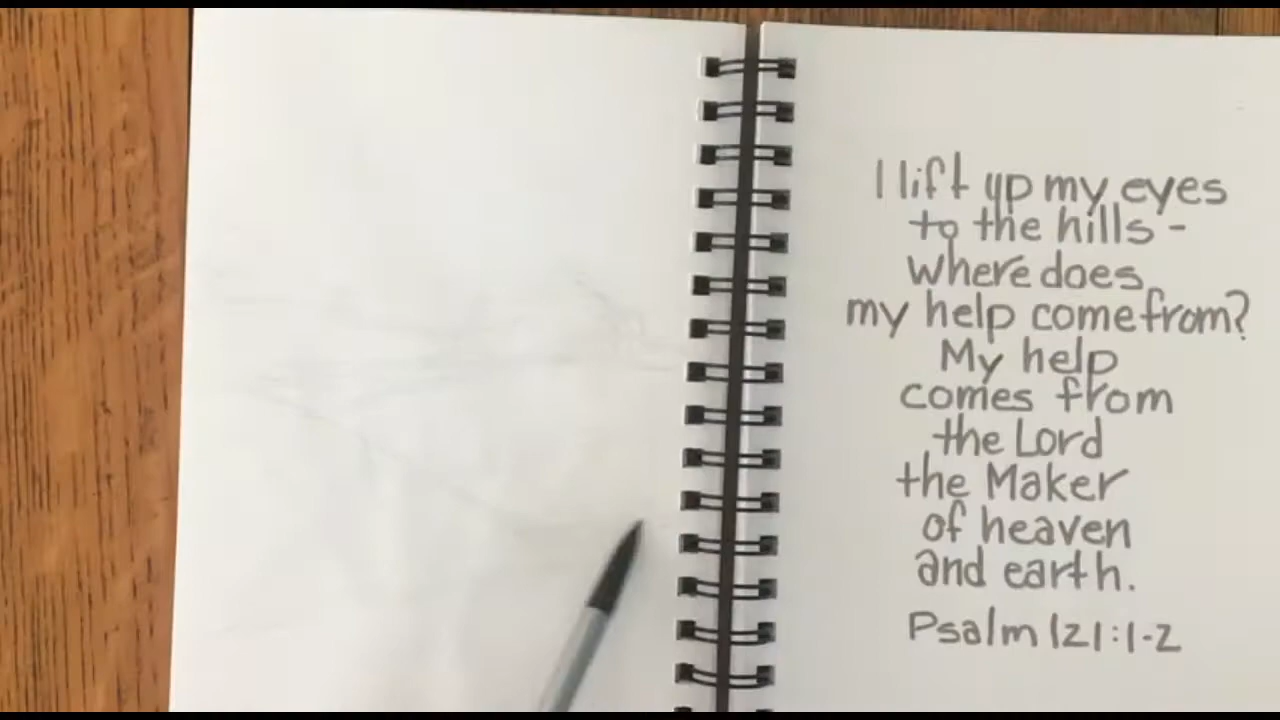 I lift up my eyes
to the hills -
where does
my help come from?
My help
comes from
the Lord
the Maker
of heaven
and earth.
Psalm 121:1-2